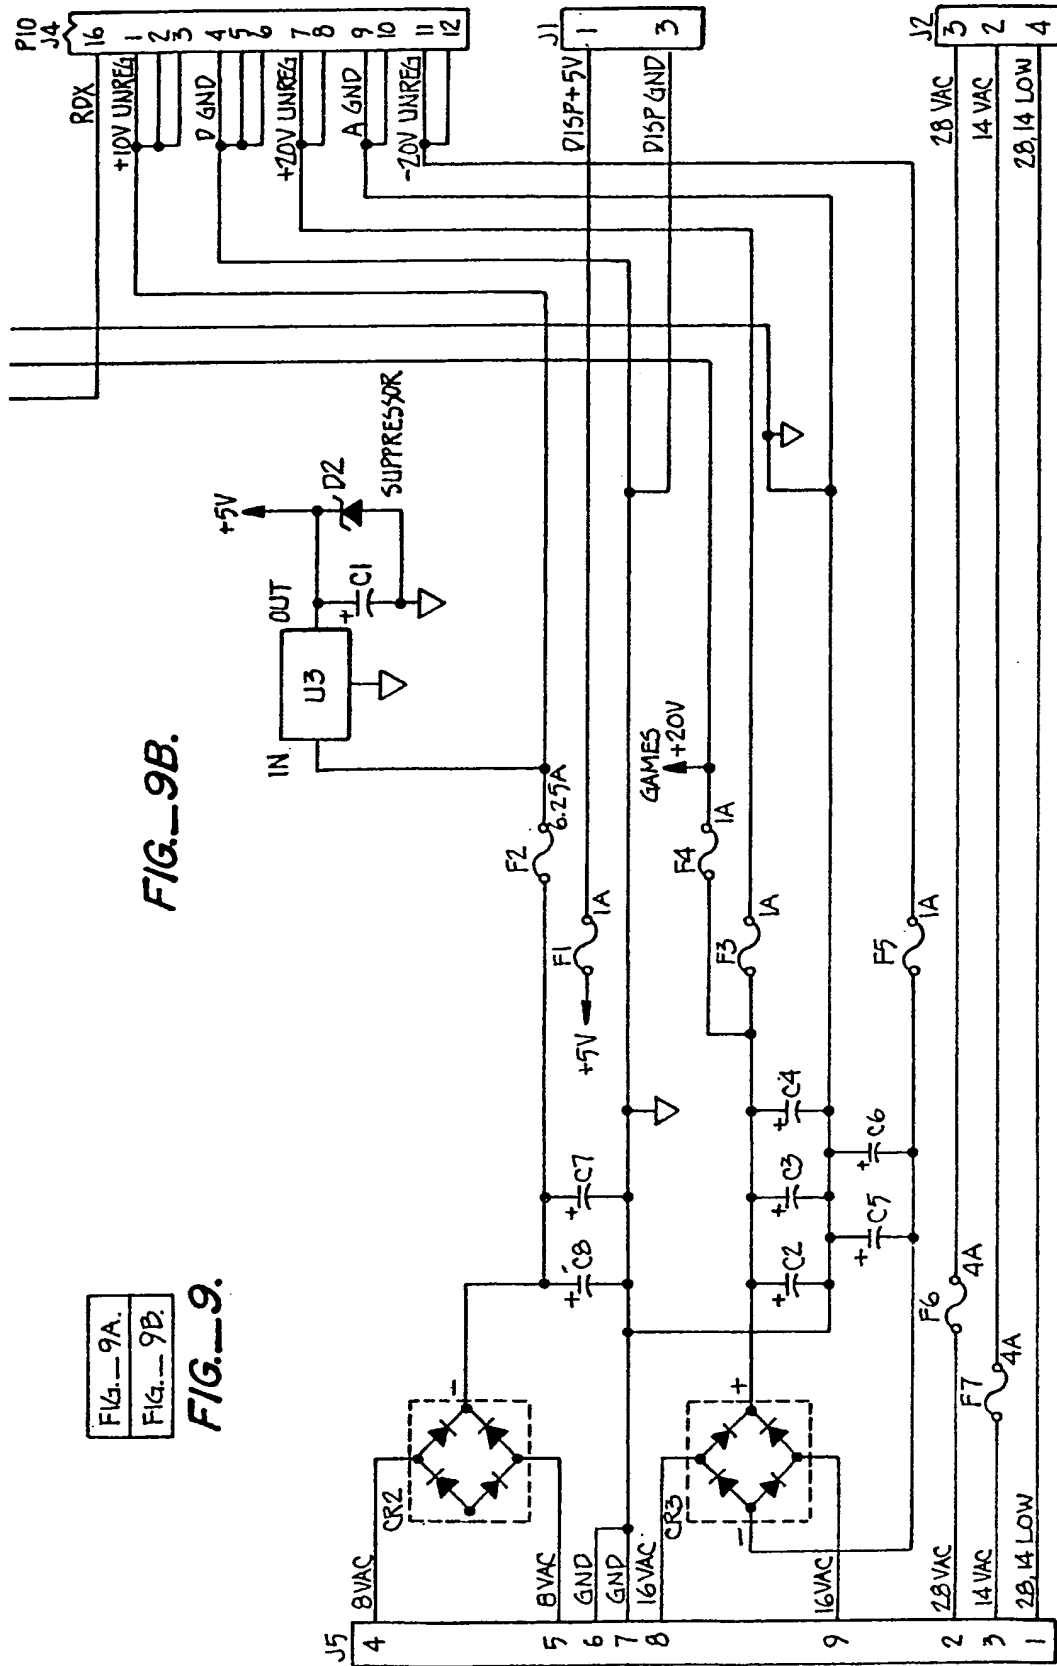 FIG._9A.
FIG._9B.
FIG._9.
FIG._9B.
J5
4
5
6
7
8
9
2
3
1
8VAC
8VAC
GND
GND
16VAC
16VAC
28VAC
14VAC
28,14 LOW
CR2
-
CR3
-
+
+
C8
+
C7
+
C2
+
C3
+
C4
+
C5
+
C6
F6
4A
F7
4A
+5V
F1
1A
F2
6.25A
F3
1A
F4
1A
F5
1A
GAMES
+20V
IN
U3
OUT
+
C1
+5V
D2
SUPPRESSOR
P10
J4
16
1
2
3
4
5
6
7
8
9
10
11
12
RDX
+10V UNREG
D GND
+20V UNREG
A GND
-20V UNREG
J1
1
3
DISP+5V
DISP GND
J2
3
2
4
28 VAC
14 VAC
28,14 LOW